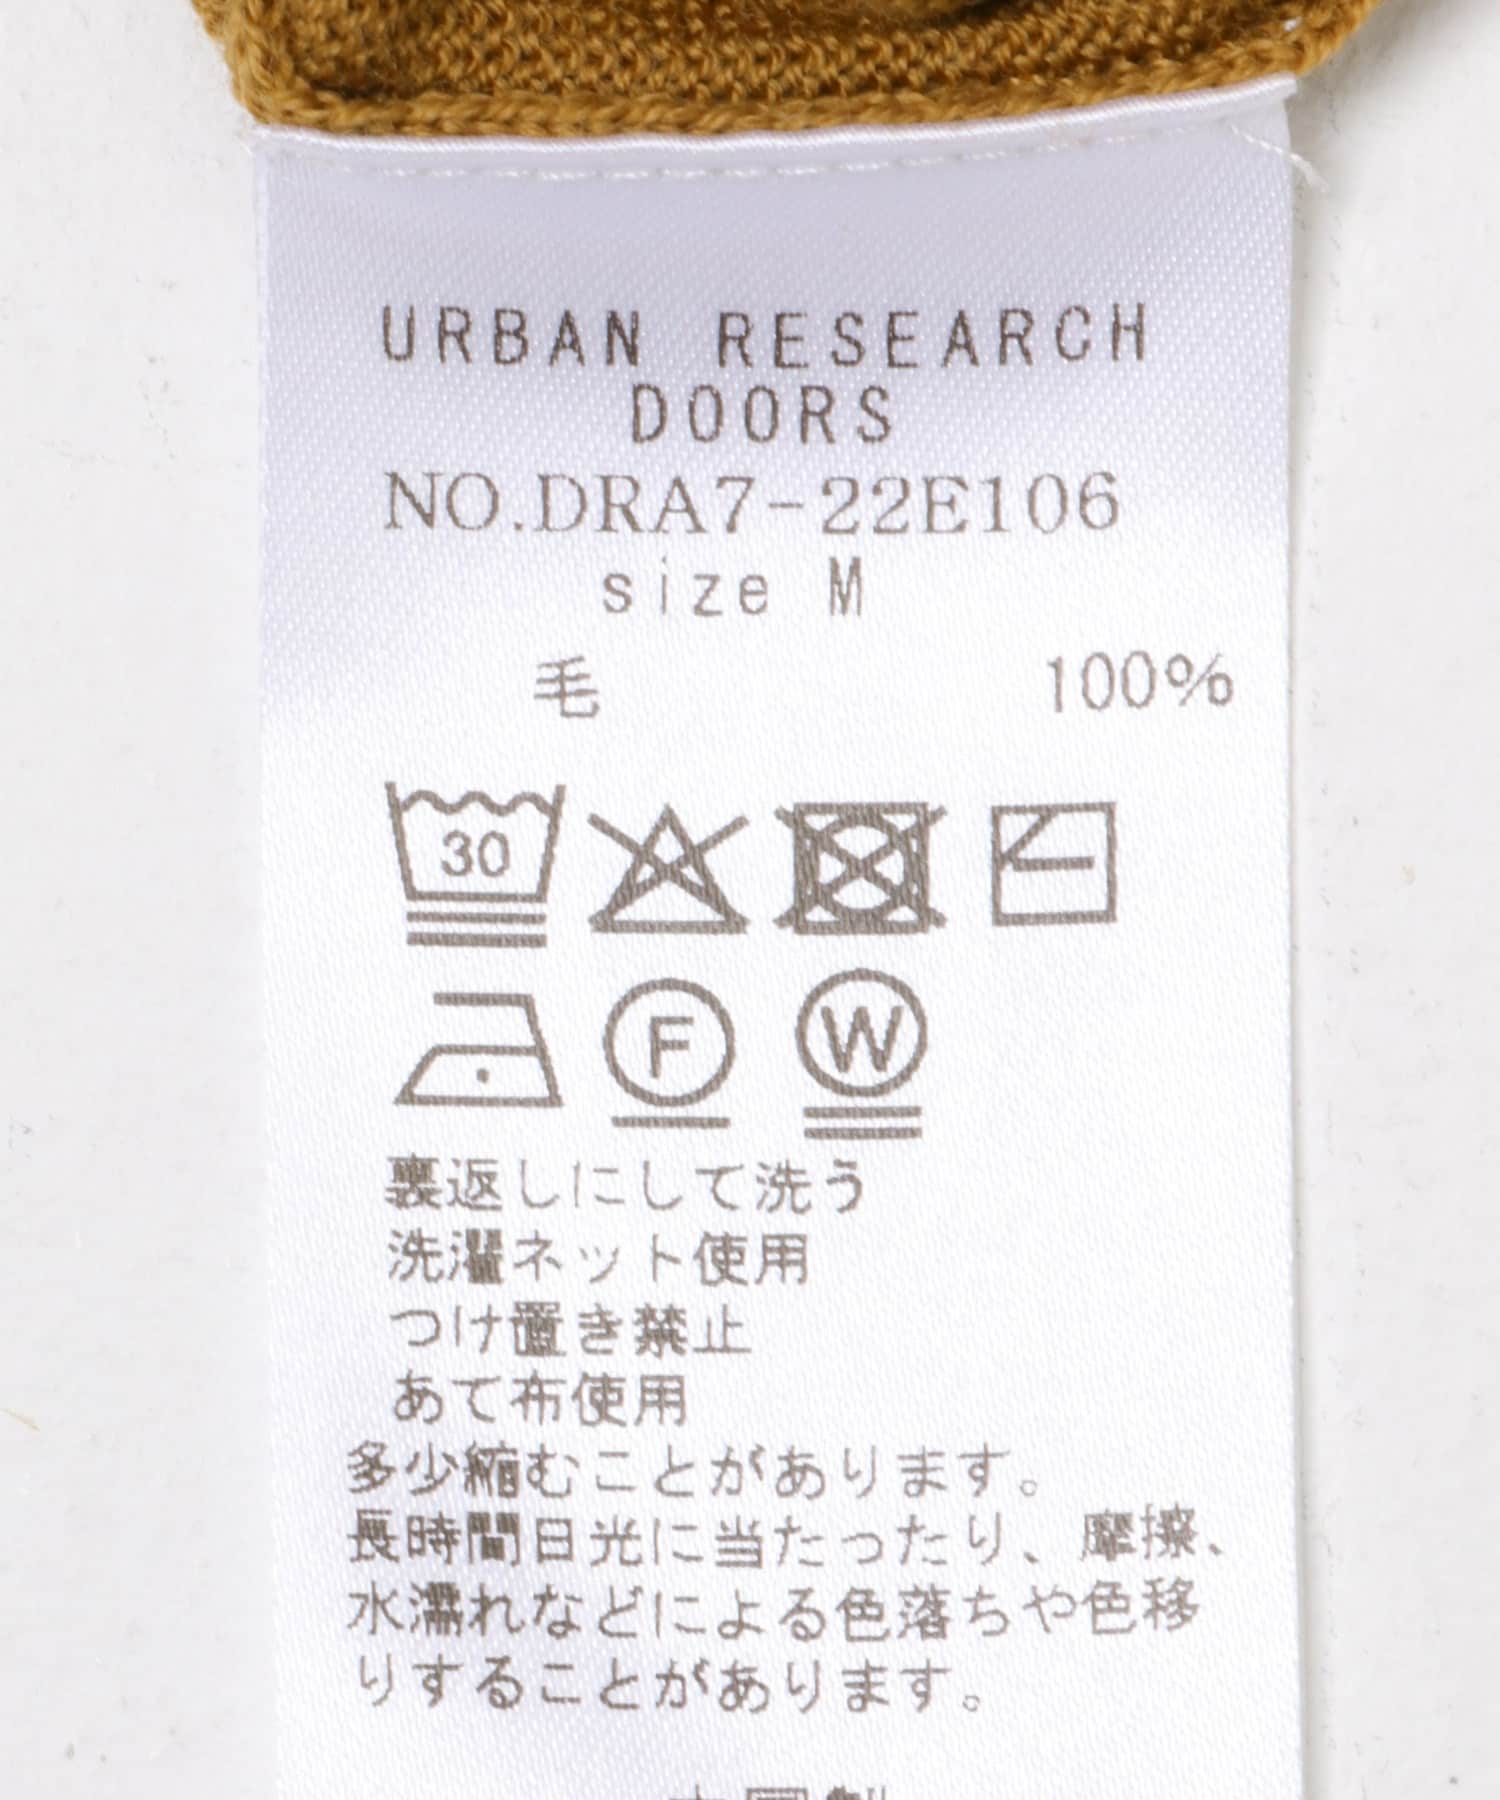 URBAN RESEARCH
DOORS
NO.DRA7-22E106
size M
毛 100%
30
F W
裏返しにして洗う
洗濯ネット使用
つけ置き禁止
あて布使用
多少縮むことがあります。
長時間日光に当たったり、摩擦、
水濡れなどによる色落ちや色移
りすることがあります。